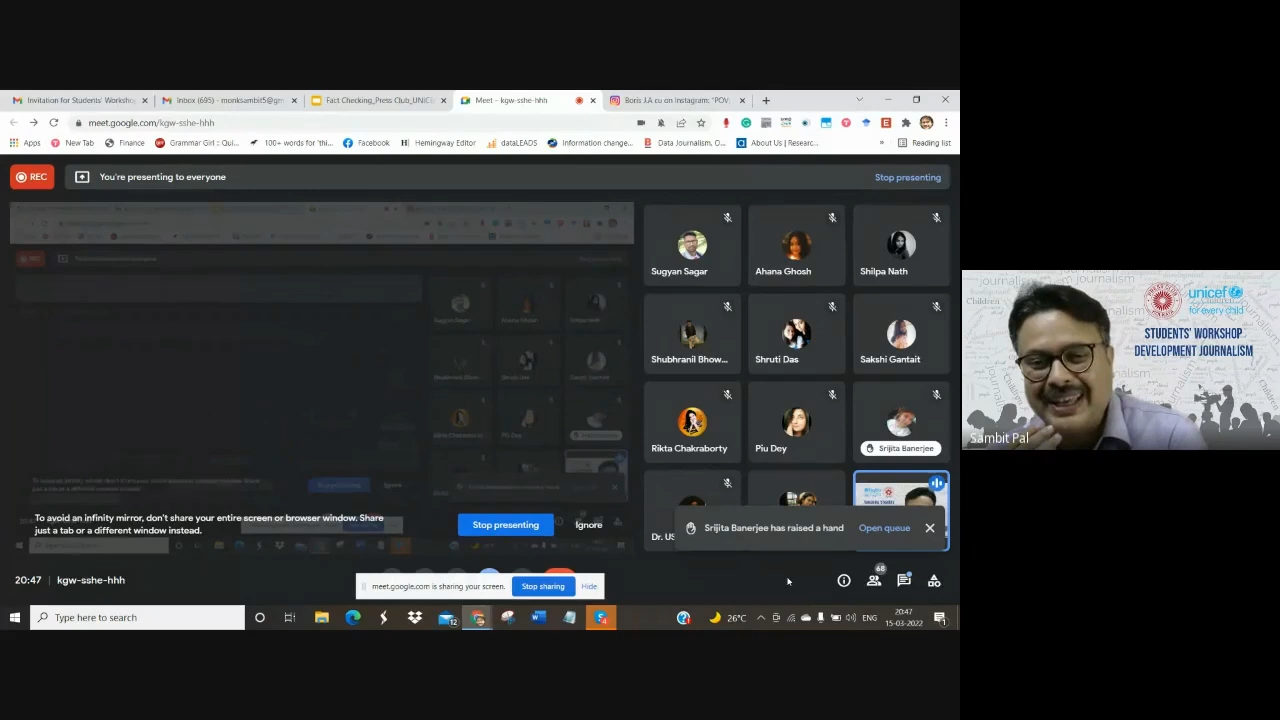 Invitation for Students' Worksho
Inbox (695) - monksambit5@gm
Fact Checking_Press Club_UNICE
Meet – kgw-sshe-hhh
Boris J.A cu on Instagram: "POV
meet.google.com/kgw-sshe-hhh
Apps
New Tab
Finance
Grammar Girl :: Qui...
100+ words for 'thi...
Facebook
Hemingway Editor
dataLEADS
Information change...
Data Journalism, D...
About Us | Researc...
Reading list
REC
You're presenting to everyone
Stop presenting
Sugyan Sagar
Ahana Ghosh
Shilpa Nath
Shubhranil Bhow...
Shruti Das
Sakshi Gantait
Rikta Chakraborty
Piu Dey
Srijita Banerjee
Dr. US
Srijita Banerjee has raised a hand
Open queue
To avoid an infinity mirror, don't share your entire screen or browser window. Share
just a tab or a different window instead.
Stop presenting
Ignore
20:47 | kgw-sshe-hhh
68
meet.google.com is sharing your screen.
Stop sharing
Hide
Type here to search
12
26°C
ENG
20:47
15-03-2022
unicef
for every child
STUDENTS' WORKSHOP
DEVELOPMENT JOURNALISM
Sambit Pal